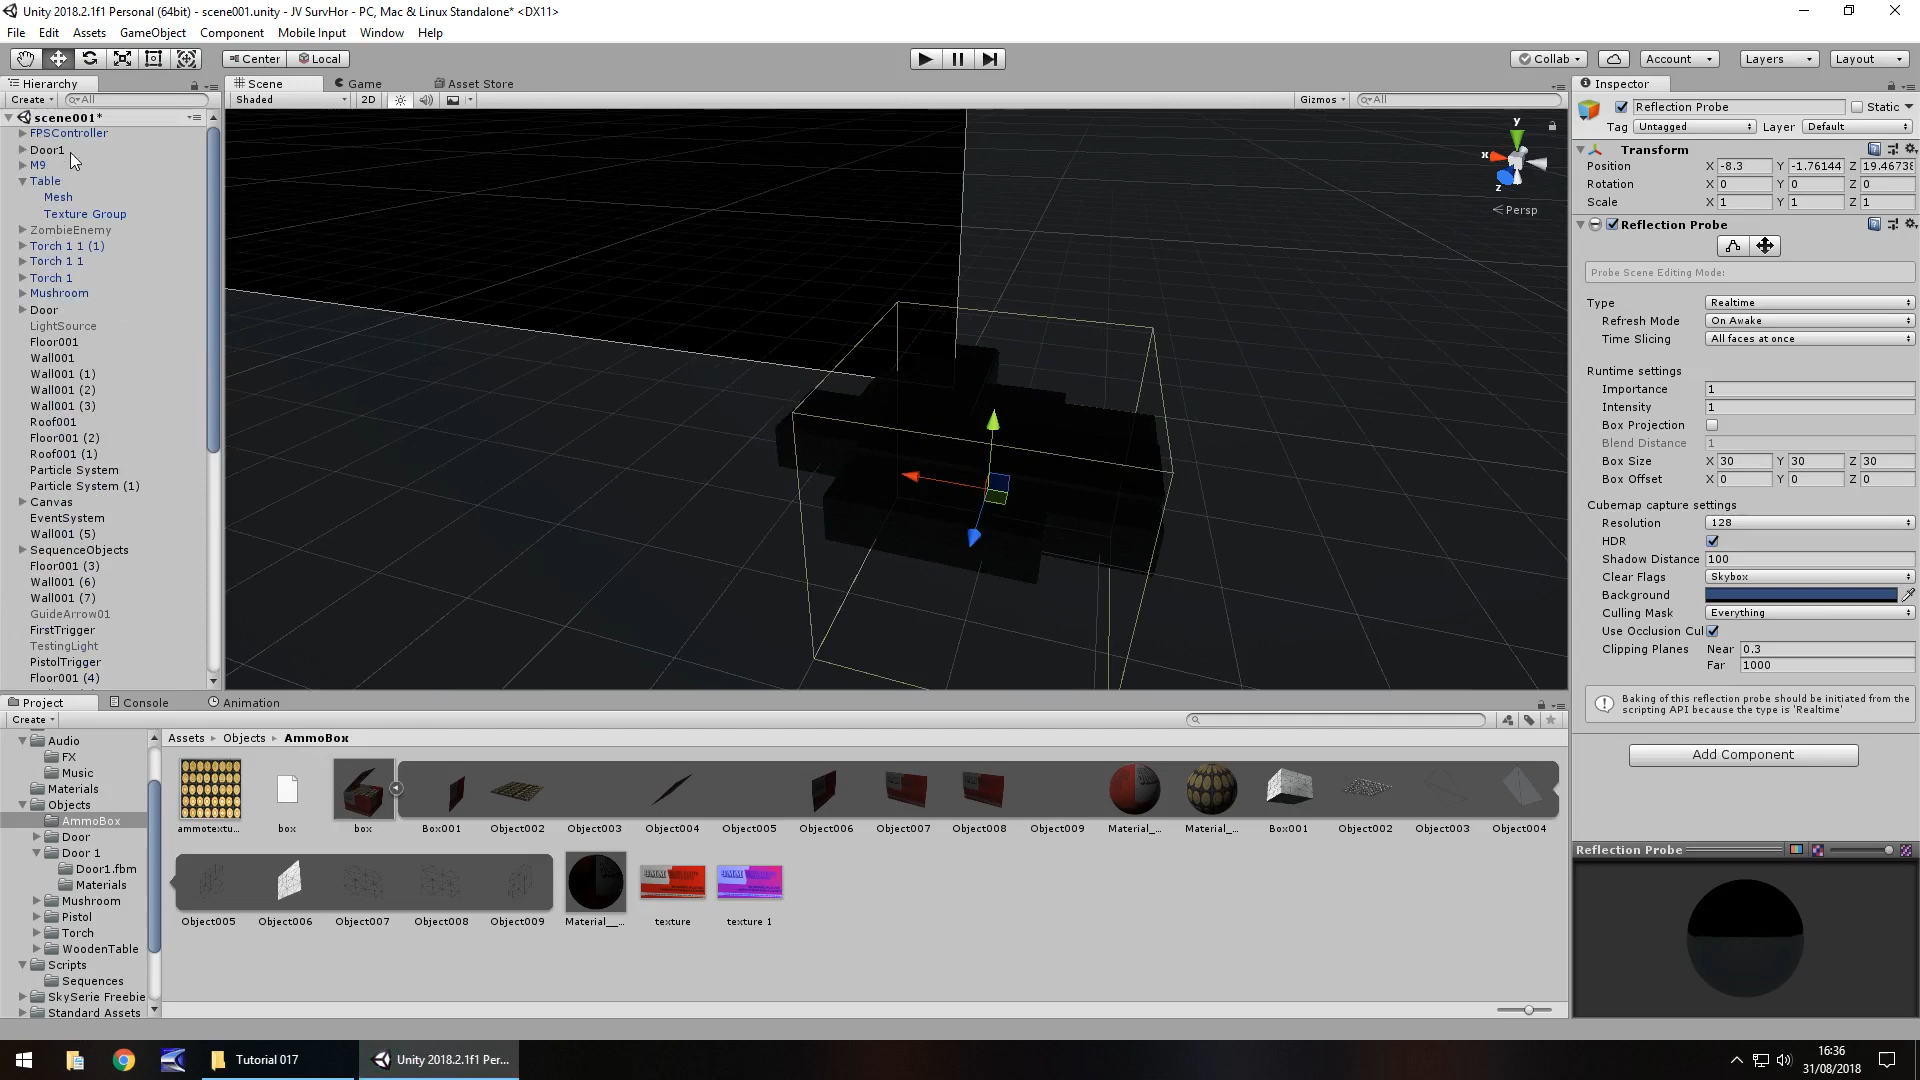 Unity 2018.2.1f1 Personal (64bit) - scene001.unity - JV SurvHor - PC, Mac & Linux Standalone* <DX11>
File Edit Assets GameObject Component Mobile Input Window Help
Center Local Collab Account Layers Layout
Hierarchy Scene Game Asset Store Inspector
Create All Shaded 2D Gizmos All
scene001*
FPSController
Door1
M9
Table
Mesh
Texture Group
ZombieEnemy
Torch 1 1 (1)
Torch 1 1
Torch 1
Mushroom
Door
LightSource
Floor001
Wall001
Wall001 (1)
Wall001 (2)
Wall001 (3)
Roof001
Floor001 (2)
Roof001 (1)
Particle System
Particle System (1)
Canvas
EventSystem
Wall001 (5)
SequenceObjects
Floor001 (3)
Wall001 (6)
Wall001 (7)
GuideArrow01
FirstTrigger
TestingLight
PistolTrigger
Floor001 (4)
y
x
z
Persp
Reflection Probe Static
Tag Untagged Layer Default
Transform
Position X -8.3 Y -1.76144 Z 19.46738
Rotation X 0 Y 0 Z 0
Scale X 1 Y 1 Z 1
Reflection Probe
Probe Scene Editing Mode:
Type Realtime
Refresh Mode On Awake
Time Slicing All faces at once
Runtime settings
Importance 1
Intensity 1
Box Projection
Blend Distance 1
Box Size X 30 Y 30 Z 30
Box Offset X 0 Y 0 Z 0
Cubemap capture settings
Resolution 128
HDR
Shadow Distance 100
Clear Flags Skybox
Background
Culling Mask Everything
Use Occlusion Cul
Clipping Planes Near 0.3
Far 1000
Baking of this reflection probe should be initiated from the
scripting API because the type is 'Realtime'
Add Component
Reflection Probe
Project Console Animation
Create
Audio
FX
Music
Materials
Objects
AmmoBox
Door
Door 1
Door1.fbm
Materials
Mushroom
Pistol
Torch
WoodenTable
Scripts
Sequences
SkySerie Freebie
Standard Assets
Assets Objects AmmoBox
ammotextu... box box Box001 Object002 Object003 Object004 Object005 Object006 Object007 Object008 Object009 Material_... Material_... Box001 Object002 Object003 Object004
Object005 Object006 Object007 Object008 Object009 Material__... texture texture 1
Tutorial 017 Unity 2018.2.1f1 Per...
16:36
31/08/2018